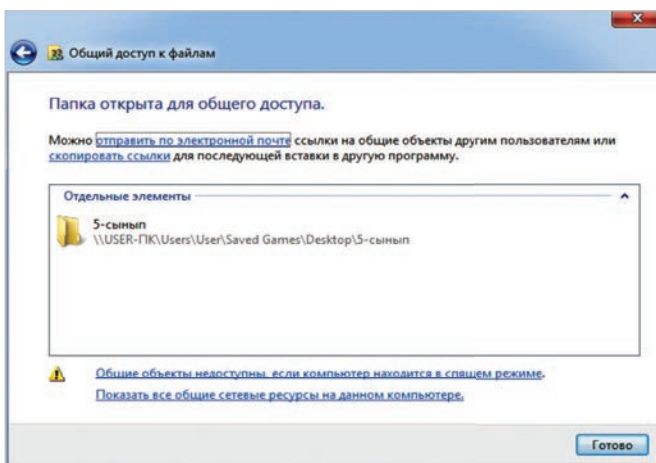 Общий доступ к файлам
Папка открыта для общего доступа.
Можно отправить по электронной почте ссылки на общие объекты другим пользователям или
скопировать ссылки для последующей вставки в другую программу.
Отдельные элементы
5-сынып
\\USER-ПК\Users\User\Saved Games\Desktop\5-сынып
Общие объекты недоступны, если компьютер находится в спящем режиме.
Показать все общие сетевые ресурсы на данном компьютере.
Готово